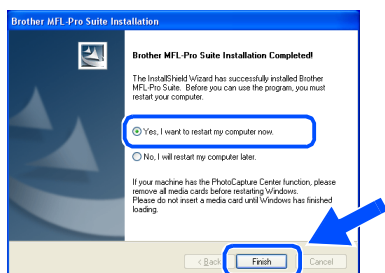 Brother MFL-Pro Suite Installation
Brother MFL-Pro Suite Installation Completed!
The InstallShield Wizard has successfully installed Brother
MFL-Pro Suite. Before you can use the program, you must
restart your computer.
Yes, I want to restart my computer now.
No, I will restart my computer later.
If your machine has the PhotoCapture Center function, please
remove all media cards before restarting Windows.
Please do not insert a media card until Windows has finished
loading.
< Back
Finish
Cancel